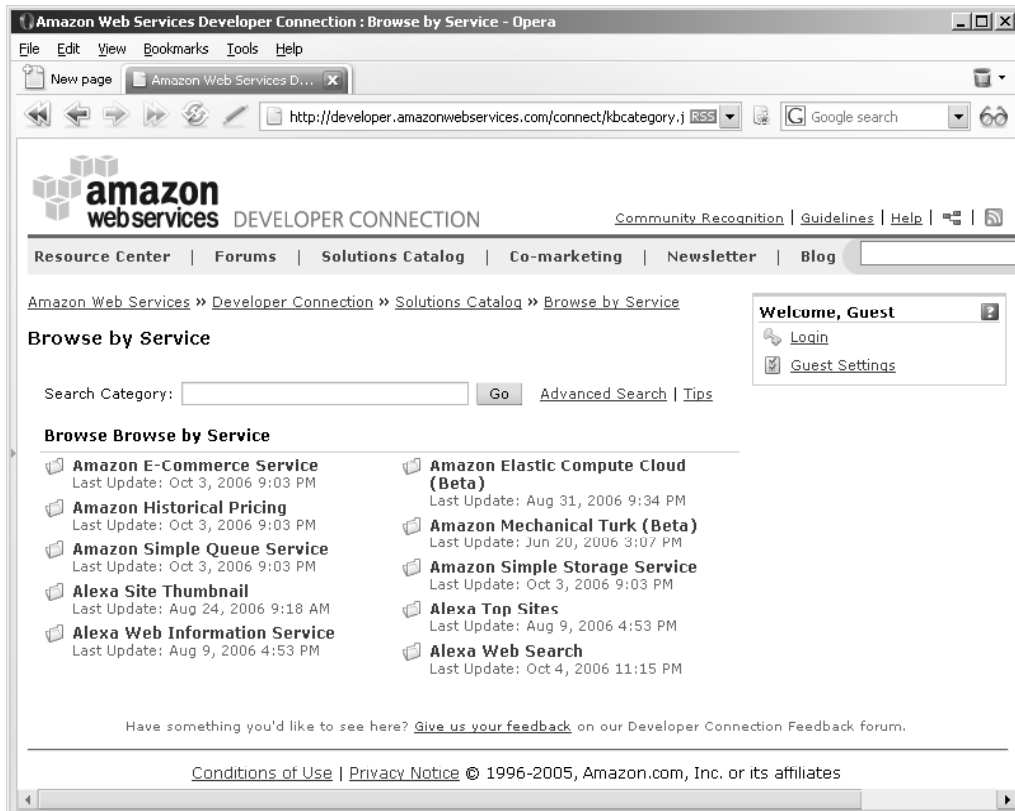 Amazon Web Services Developer Connection : Browse by Service - Opera
File Edit View Bookmarks Tools Help
New page Amazon Web Services D...
http://developer.amazonwebservices.com/connect/kbcategory.j RSS G Google search
amazon
webservices DEVELOPER CONNECTION
Community Recognition | Guidelines | Help | |
Resource Center | Forums | Solutions Catalog | Co-marketing | Newsletter | Blog
Amazon Web Services » Developer Connection » Solutions Catalog » Browse by Service
Welcome, Guest ?
Login
Guest Settings
Browse by Service
Search Category: Go Advanced Search | Tips
Browse Browse by Service
Amazon E-Commerce Service
Last Update: Oct 3, 2006 9:03 PM
Amazon Historical Pricing
Last Update: Oct 3, 2006 9:03 PM
Amazon Simple Queue Service
Last Update: Oct 3, 2006 9:03 PM
Alexa Site Thumbnail
Last Update: Aug 24, 2006 9:18 AM
Alexa Web Information Service
Last Update: Aug 9, 2006 4:53 PM
Amazon Elastic Compute Cloud
(Beta)
Last Update: Aug 31, 2006 9:34 PM
Amazon Mechanical Turk (Beta)
Last Update: Jun 20, 2006 3:07 PM
Amazon Simple Storage Service
Last Update: Oct 3, 2006 9:03 PM
Alexa Top Sites
Last Update: Aug 9, 2006 4:53 PM
Alexa Web Search
Last Update: Oct 4, 2006 11:15 PM
Have something you'd like to see here? Give us your feedback on our Developer Connection Feedback forum.
Conditions of Use | Privacy Notice © 1996-2005, Amazon.com, Inc. or its affiliates